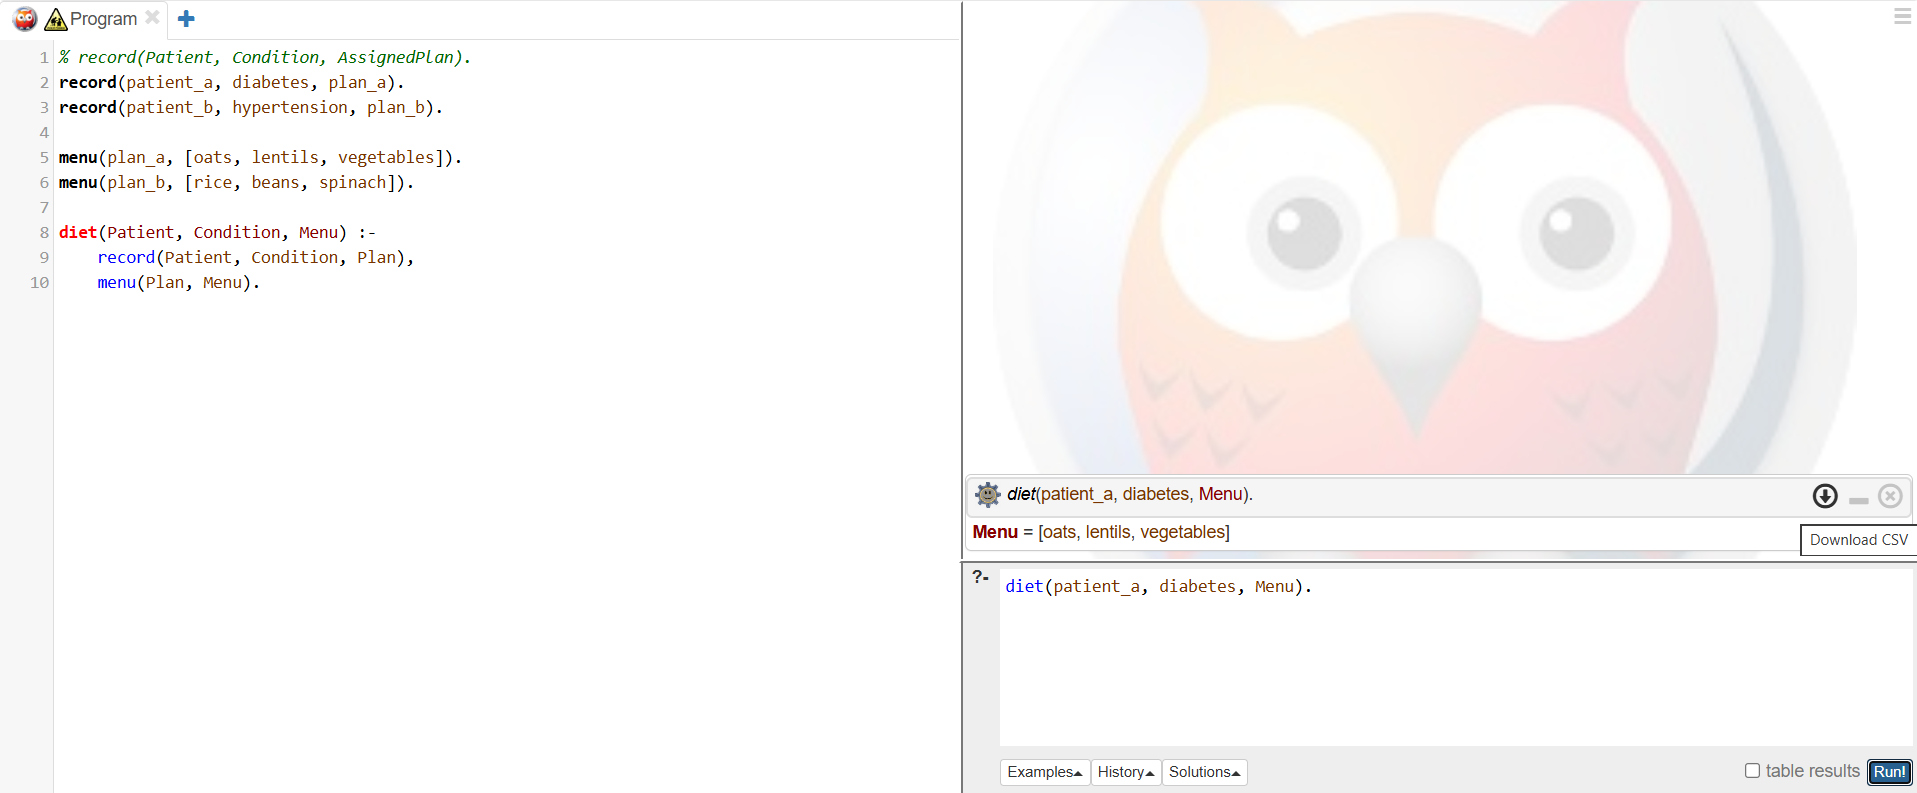 Program
1 % record(Patient, Condition, AssignedPlan).
2 record(patient_a, diabetes, plan_a).
3 record(patient_b, hypertension, plan_b).
4
5 menu(plan_a, [oats, lentils, vegetables]).
6 menu(plan_b, [rice, beans, spinach]).
7
8 diet(Patient, Condition, Menu) :-
9     record(Patient, Condition, Plan),
10     menu(Plan, Menu).
diet(patient_a, diabetes, Menu).
Menu = [oats, lentils, vegetables]
Download CSV
?- diet(patient_a, diabetes, Menu).
Examples History Solutions table results Run!